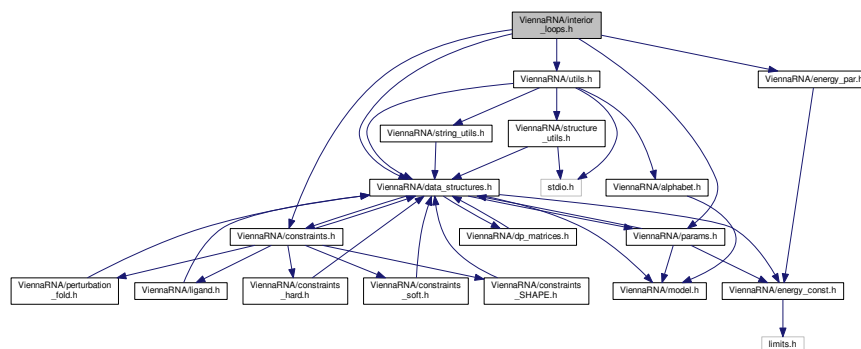 ViennaRNA/interior
_loops.h
ViennaRNA/utils.h
ViennaRNA/energy_par.h
ViennaRNA/string_utils.h
ViennaRNA/structure
_utils.h
ViennaRNA/data_structures.h
stdio.h
ViennaRNA/alphabet.h
ViennaRNA/constraints.h
ViennaRNA/dp_matrices.h
ViennaRNA/params.h
ViennaRNA/perturbation
_fold.h
ViennaRNA/ligand.h
ViennaRNA/constraints
_hard.h
ViennaRNA/constraints
_soft.h
ViennaRNA/constraints
_SHAPE.h
ViennaRNA/model.h
ViennaRNA/energy_const.h
limits.h